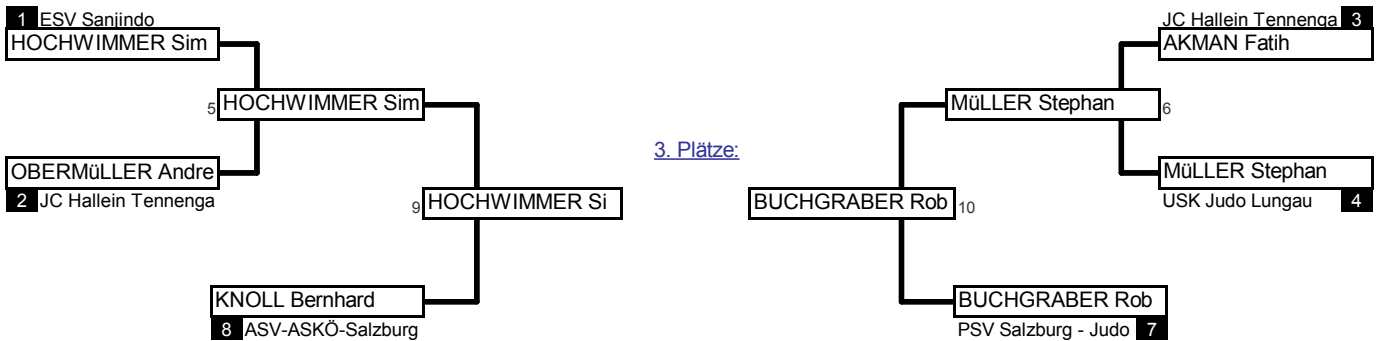 1 ESV Sanjindo
HOCHWIMMER Sim
5 HOCHWIMMER Sim
OBERMüLLER Andre
2 JC Hallein Tennenga
9 HOCHWIMMER Si
KNOLL Bernhard
8 ASV-ASKÖ-Salzburg
3. Plätze:
JC Hallein Tennenga 3
AKMAN Fatih
MüLLER Stephan 6
MüLLER Stephan
USK Judo Lungau 4
BUCHGRABER Rob 10
BUCHGRABER Rob
PSV Salzburg - Judo 7